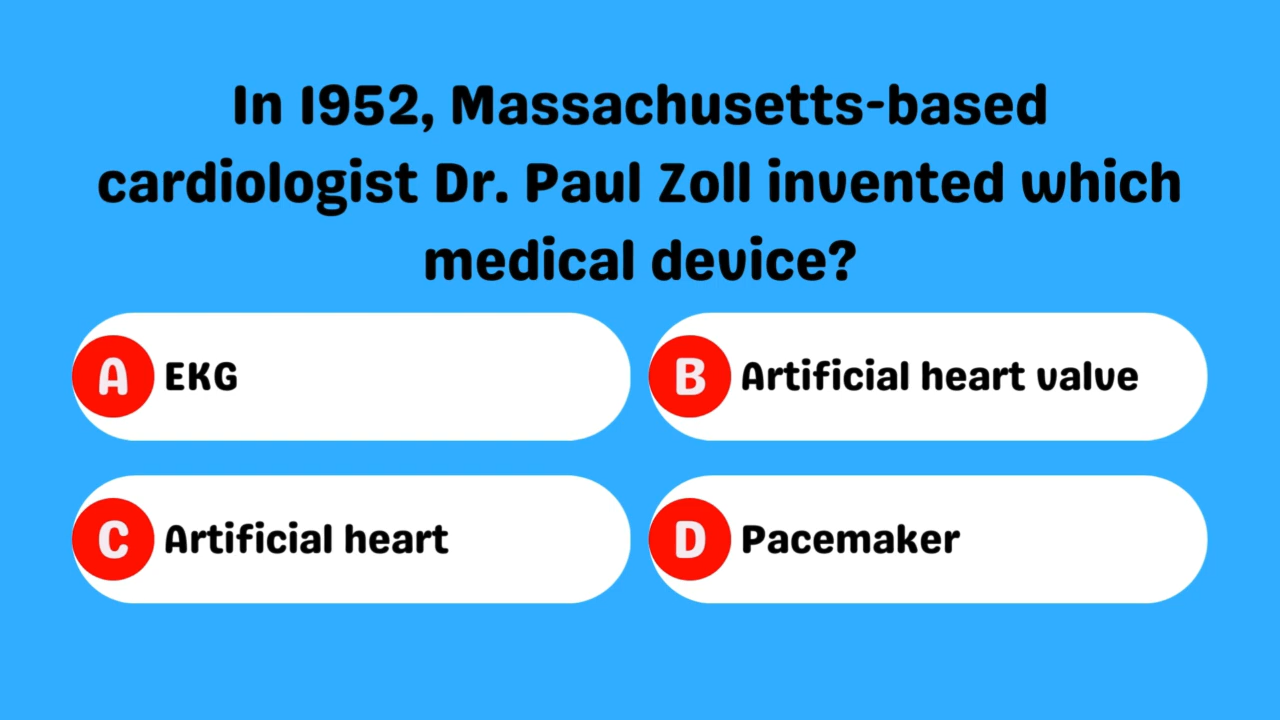 In 1952, Massachusetts-based
cardiologist Dr. Paul Zoll invented which
medical device?
A EKG
B Artificial heart valve
C Artificial heart
D Pacemaker